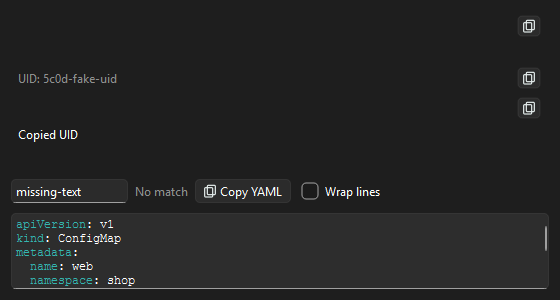 UID: 5c0d-fake-uid
Copied UID
missing-text No match Copy YAML Wrap lines
apiVersion: v1
kind: ConfigMap
metadata:
  name: web
  namespace: shop